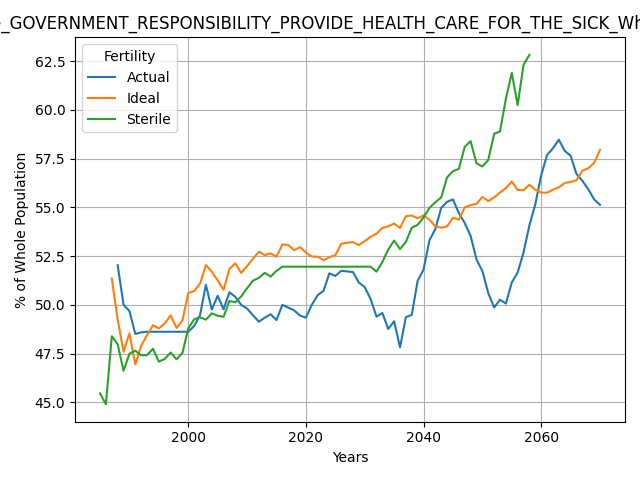 _GOVERNMENT_RESPONSIBILITY_PROVIDE_HEALTH_CARE_FOR_THE_SICK_Wh
Fertility
Actual
Ideal
Sterile
62.5
60.0
57.5
55.0
52.5
50.0
47.5
45.0
% of Whole Population
2000
2020
2040
2060
Years